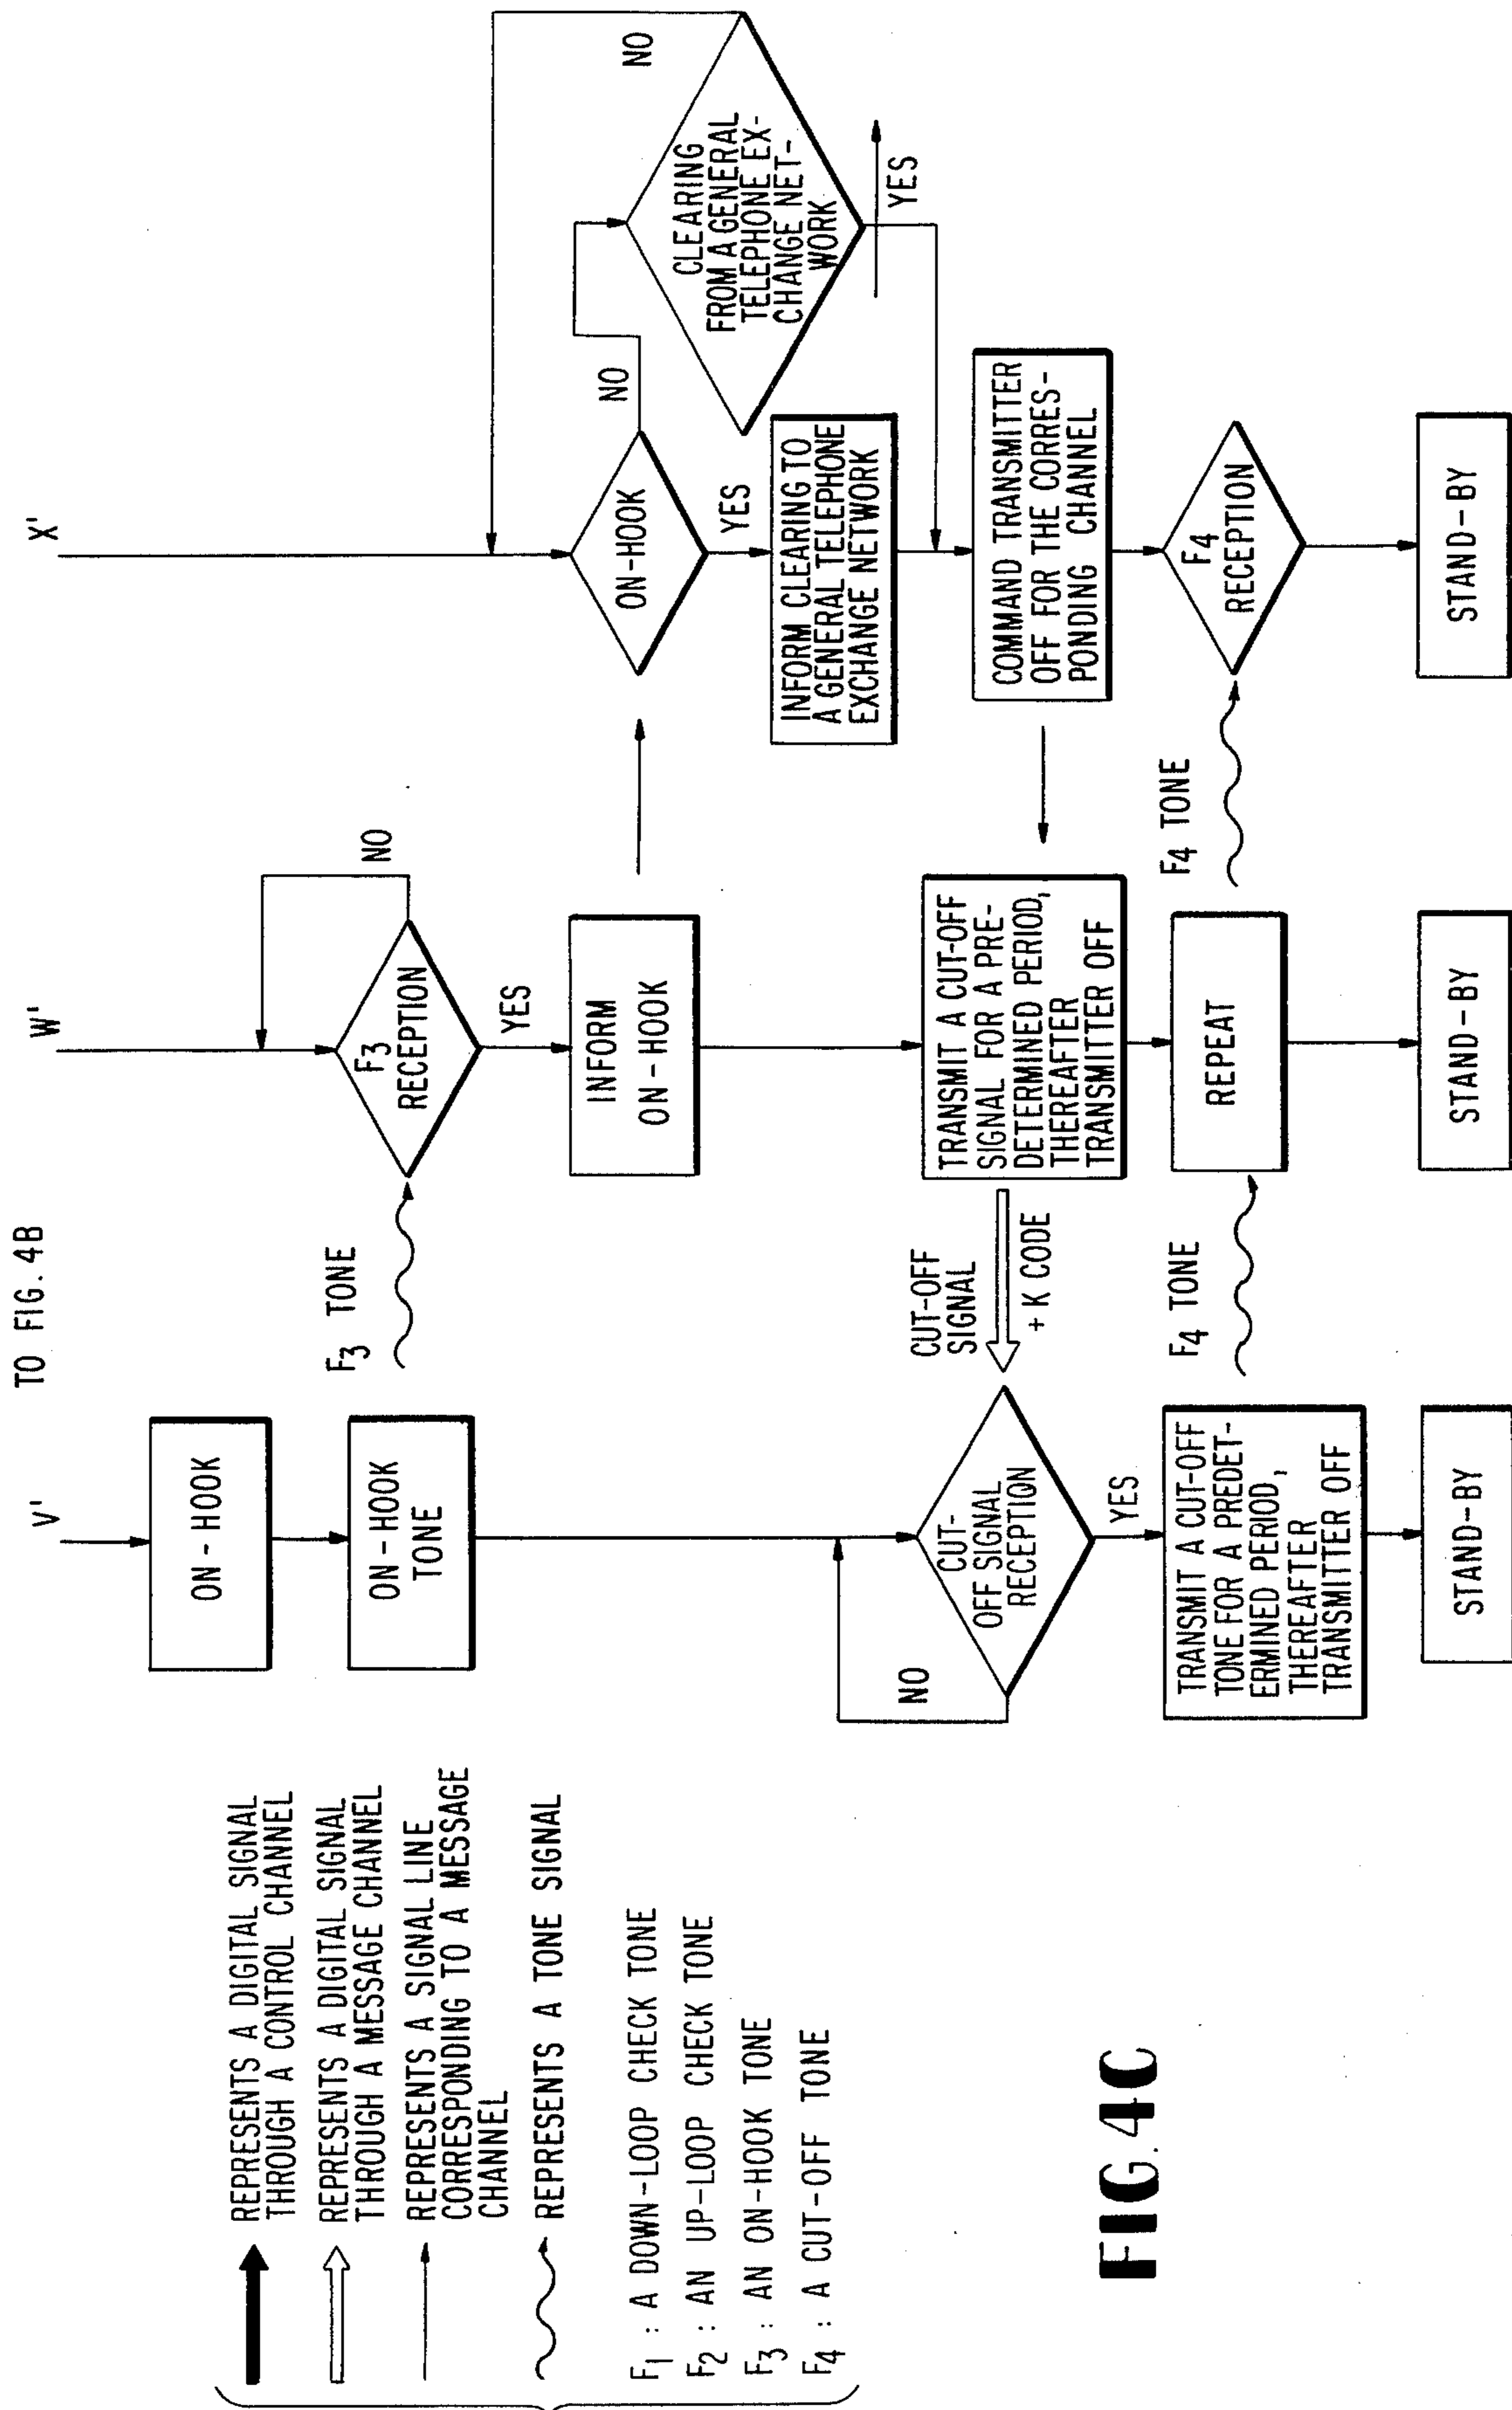 TO FIG. 4B
V'
ON-HOOK
ON-HOOK
TONE
F3 TONE
CUT-
OFF SIGNAL
RECEPTION
NO
YES
CUT-OFF
SIGNAL
+ K CODE
TRANSMIT A CUT-OFF
TONE FOR A PREDET-
ERMINED PERIOD,
THEREAFTER
TRANSMITTER OFF
F4 TONE
STAND-BY
W'
F3
RECEPTION
NO
YES
INFORM
ON-HOOK
TRANSMIT A CUT-OFF
SIGNAL FOR A PRE-
DETERMINED PERIOD,
THEREAFTER
TRANSMITTER OFF
REPEAT
F4 TONE
STAND-BY
X'
ON-HOOK
NO
YES
CLEARING
FROM A GENERAL
TELEPHONE EX-
CHANGE NET-
WORK
NO
YES
INFORM CLEARING TO
A GENERAL TELEPHONE
EXCHANGE NETWORK
COMMAND TRANSMITTER
OFF FOR THE CORRES-
PONDING CHANNEL
F4
RECEPTION
STAND-BY
REPRESENTS A DIGITAL SIGNAL
THROUGH A CONTROL CHANNEL
REPRESENTS A DIGITAL SIGNAL
THROUGH A MESSAGE CHANNEL
REPRESENTS A SIGNAL LINE
CORRESPONDING TO A MESSAGE
CHANNEL
REPRESENTS A TONE SIGNAL
F1 : A DOWN-LOOP CHECK TONE
F2 : AN UP-LOOP CHECK TONE
F3 : AN ON-HOOK TONE
F4 : A CUT-OFF TONE
FIG. 4C